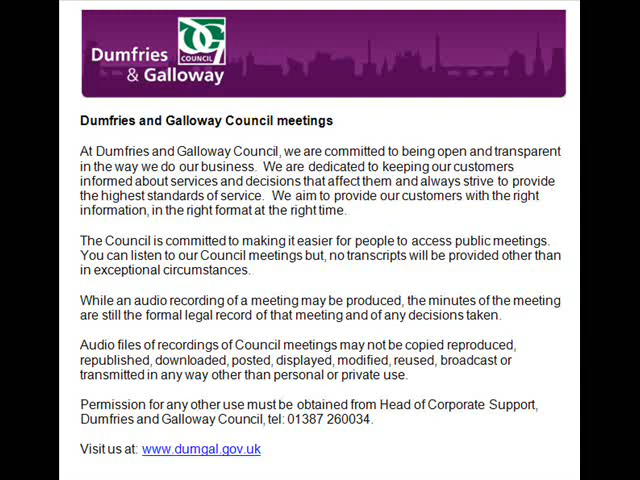 Dumfries
& Galloway
COUNCIL
Dumfries and Galloway Council meetings
At Dumfries and Galloway Council, we are committed to being open and transparent
in the way we do our business.  We are dedicated to keeping our customers
informed about services and decisions that affect them and always strive to provide
the highest standards of service.  We aim to provide our customers with the right
information, in the right format at the right time.
The Council is committed to making it easier for people to access public meetings.
You can listen to our Council meetings but, no transcripts will be provided other than
in exceptional circumstances.
While an audio recording of a meeting may be produced, the minutes of the meeting
are still the formal legal record of that meeting and of any decisions taken.
Audio files of recordings of Council meetings may not be copied reproduced,
republished, downloaded, posted, displayed, modified, reused, broadcast or
transmitted in any way other than personal or private use.
Permission for any other use must be obtained from Head of Corporate Support,
Dumfries and Galloway Council, tel: 01387 260034.
Visit us at: www.dumgal.gov.uk